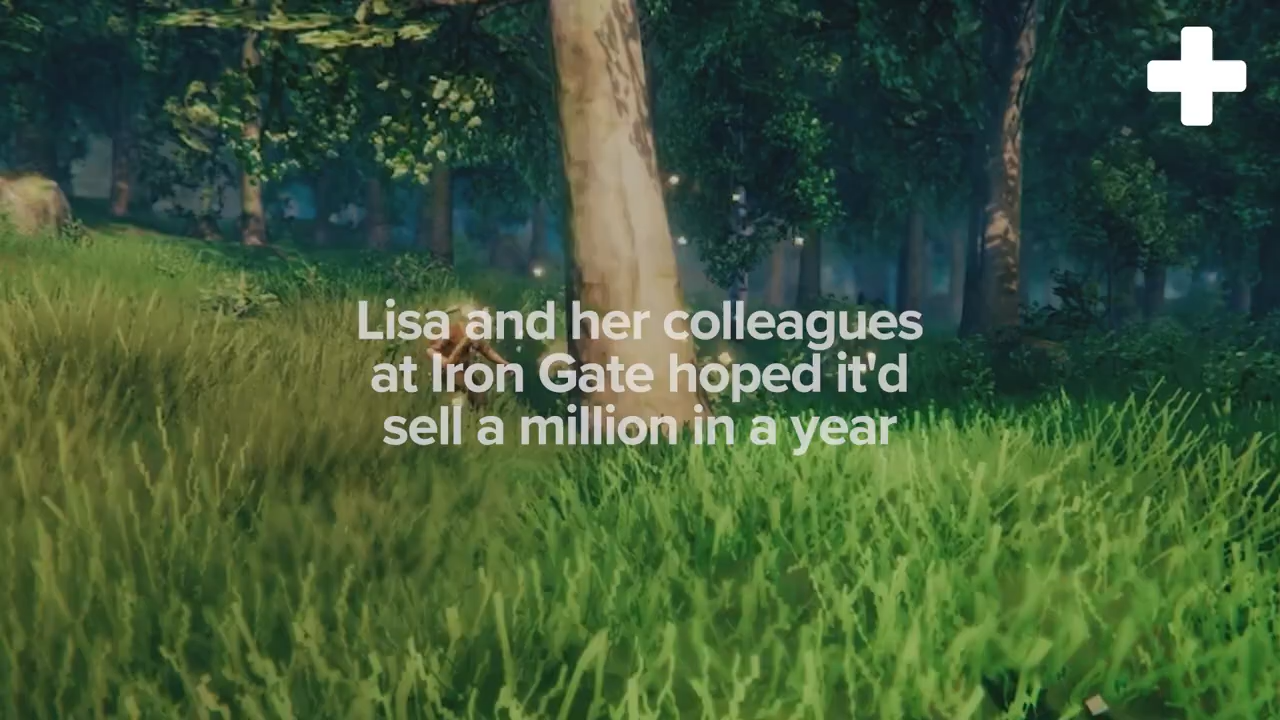 Lisa and her colleagues
at Iron Gate hoped it'd
sell a million in a year